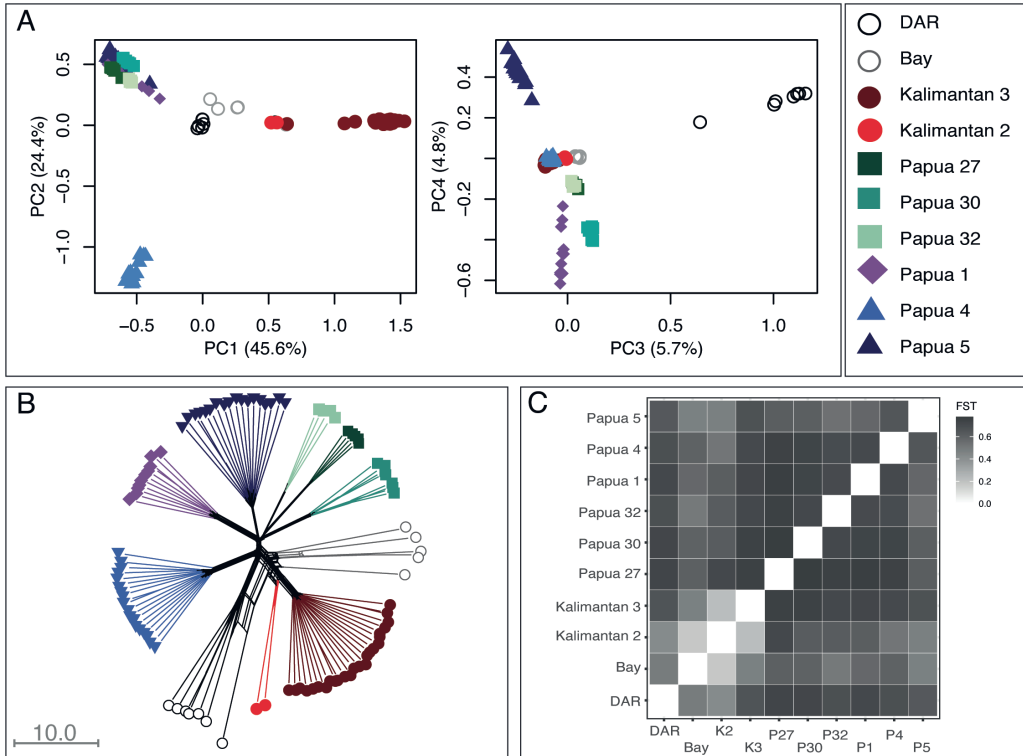 A
PC2 (24.4%)
0.5
0.0
−0.5
−1.0
−0.5
0.0
0.5
1.0
1.5
PC1 (45.6%)
PC4 (4.8%)
0.4
0.2
−0.2
−0.6
0.0
0.5
1.0
PC3 (5.7%)
DAR
Bay
Kalimantan 3
Kalimantan 2
Papua 27
Papua 30
Papua 32
Papua 1
Papua 4
Papua 5
B
10.0
C
Papua 5
Papua 4
Papua 1
Papua 32
Papua 30
Papua 27
Kalimantan 3
Kalimantan 2
Bay
DAR
DAR K2 P27 P32 P4
Bay K3 P30 P1 P5
FST
0.6
0.4
0.2
0.0